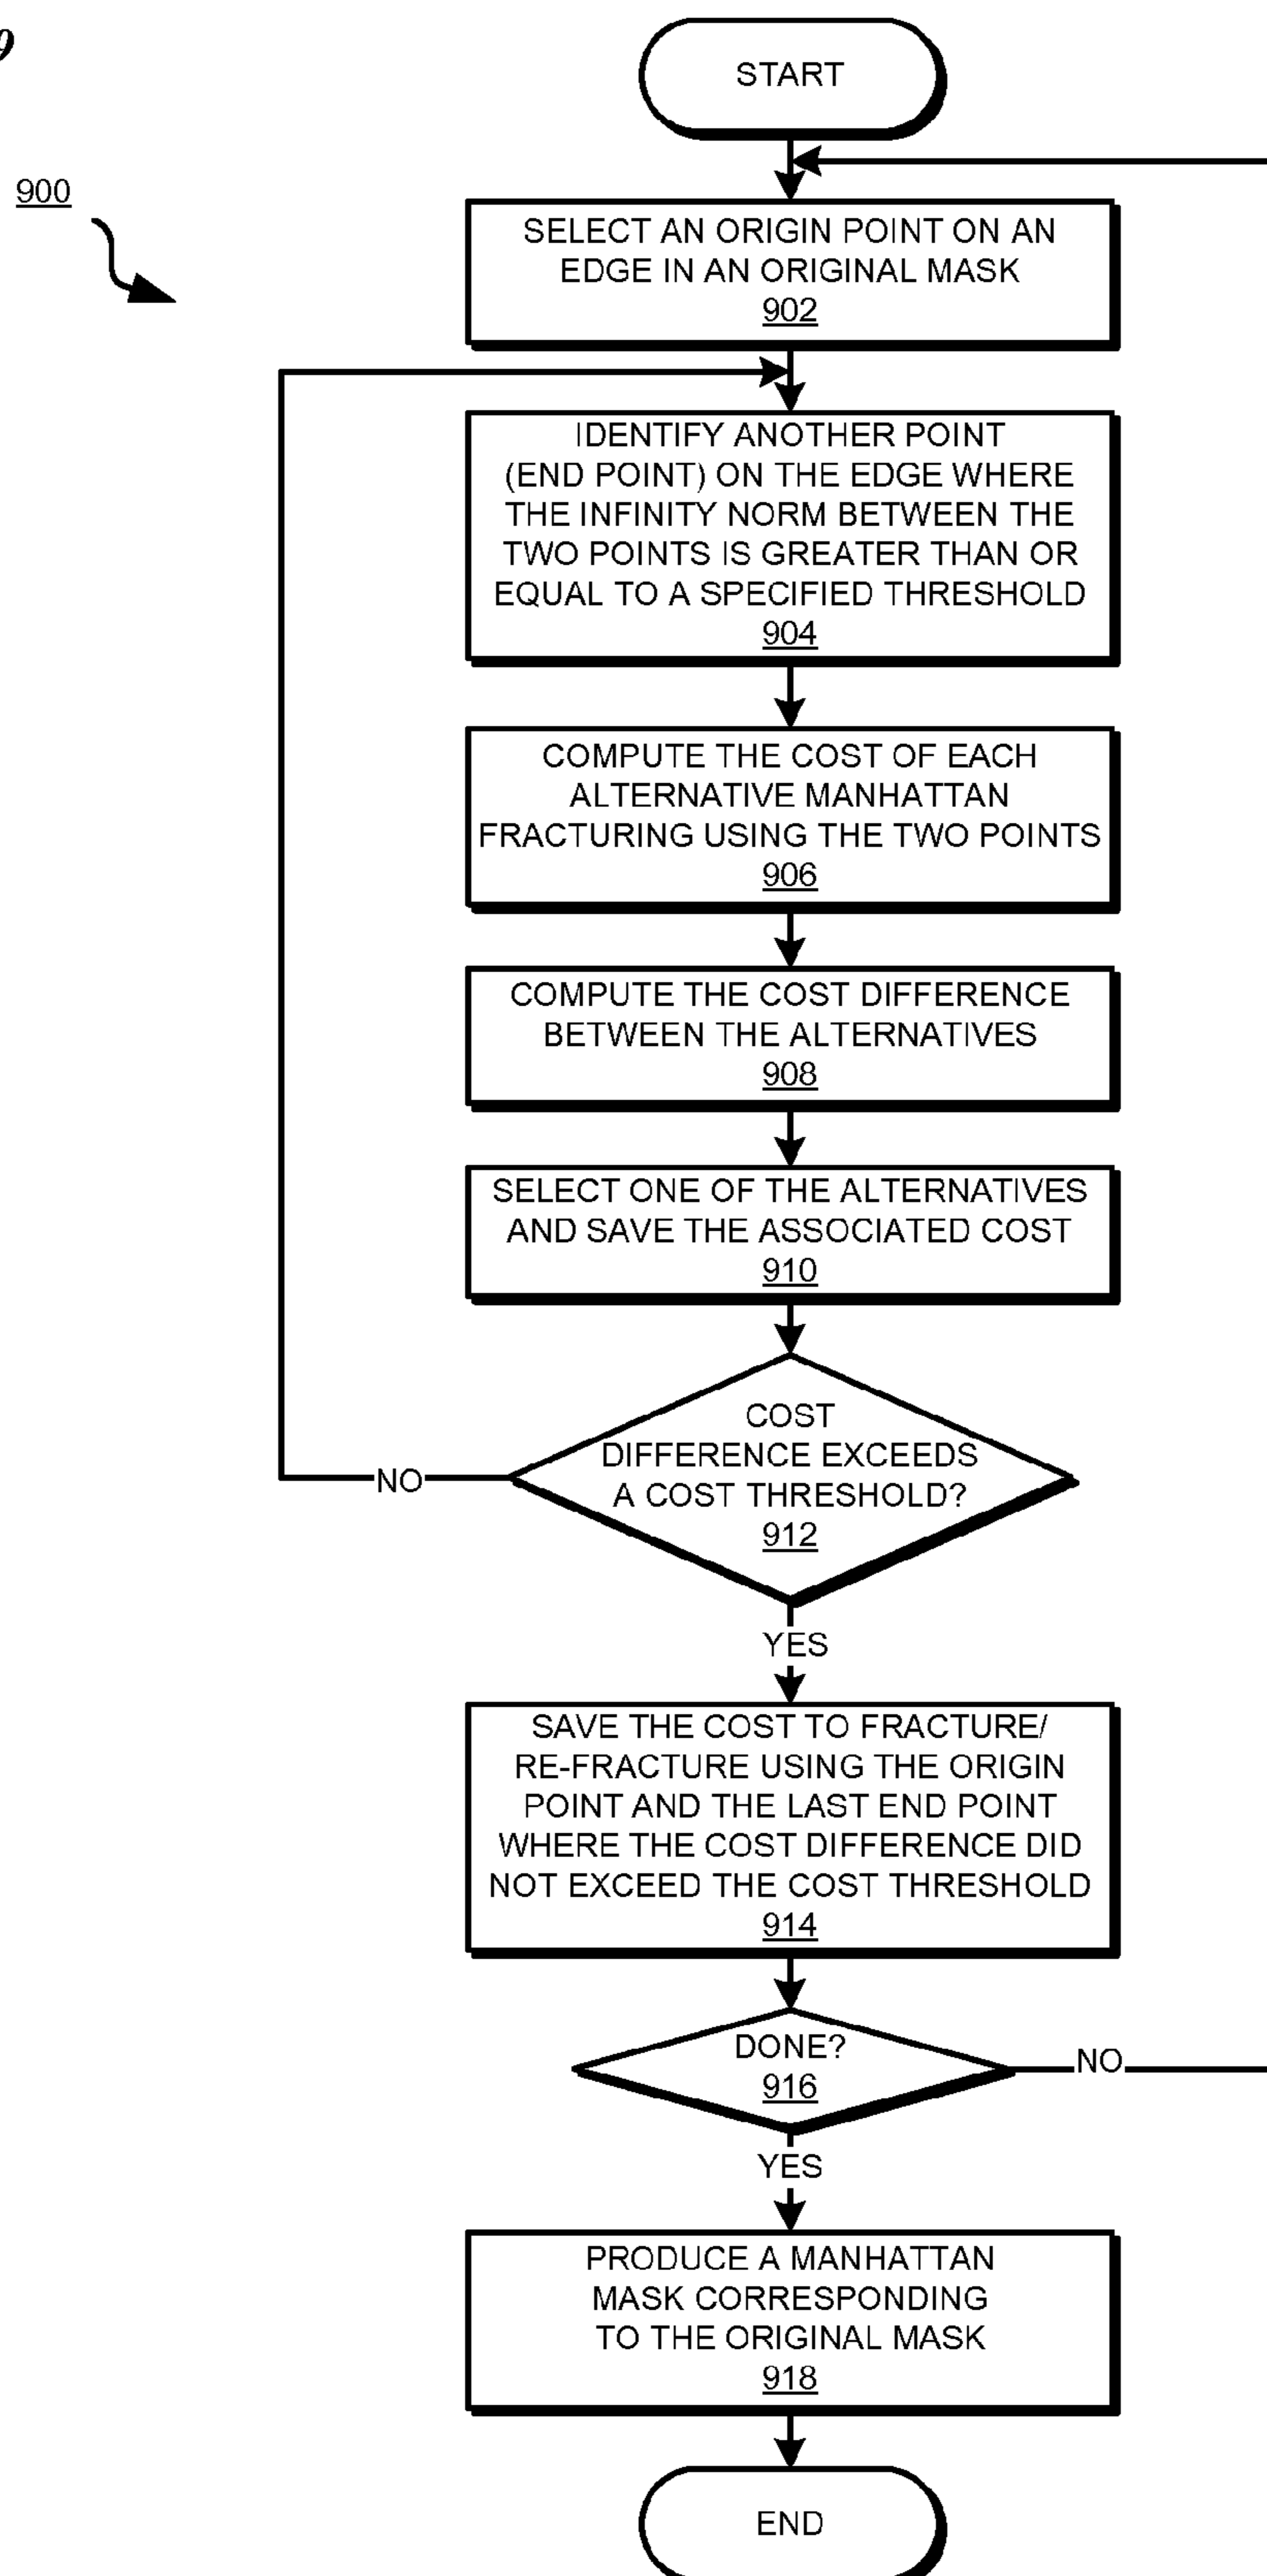 9
START
900
SELECT AN ORIGIN POINT ON AN
EDGE IN AN ORIGINAL MASK
902
IDENTIFY ANOTHER POINT
(END POINT) ON THE EDGE WHERE
THE INFINITY NORM BETWEEN THE
TWO POINTS IS GREATER THAN OR
EQUAL TO A SPECIFIED THRESHOLD
904
COMPUTE THE COST OF EACH
ALTERNATIVE MANHATTAN
FRACTURING USING THE TWO POINTS
906
COMPUTE THE COST DIFFERENCE
BETWEEN THE ALTERNATIVES
908
SELECT ONE OF THE ALTERNATIVES
AND SAVE THE ASSOCIATED COST
910
COST
DIFFERENCE EXCEEDS
A COST THRESHOLD?
912
NO
YES
SAVE THE COST TO FRACTURE/
RE-FRACTURE USING THE ORIGIN
POINT AND THE LAST END POINT
WHERE THE COST DIFFERENCE DID
NOT EXCEED THE COST THRESHOLD
914
DONE?
916
NO
YES
PRODUCE A MANHATTAN
MASK CORRESPONDING
TO THE ORIGINAL MASK
918
END